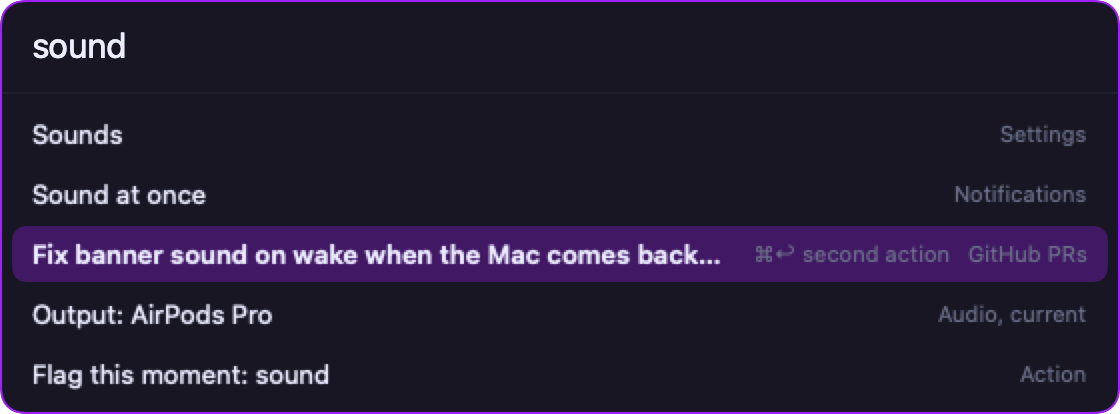 sound
Sounds Settings
Sound at once Notifications
Fix banner sound on wake when the Mac comes back... ⌘↩ second action GitHub PRs
Output: AirPods Pro Audio, current
Flag this moment: sound Action